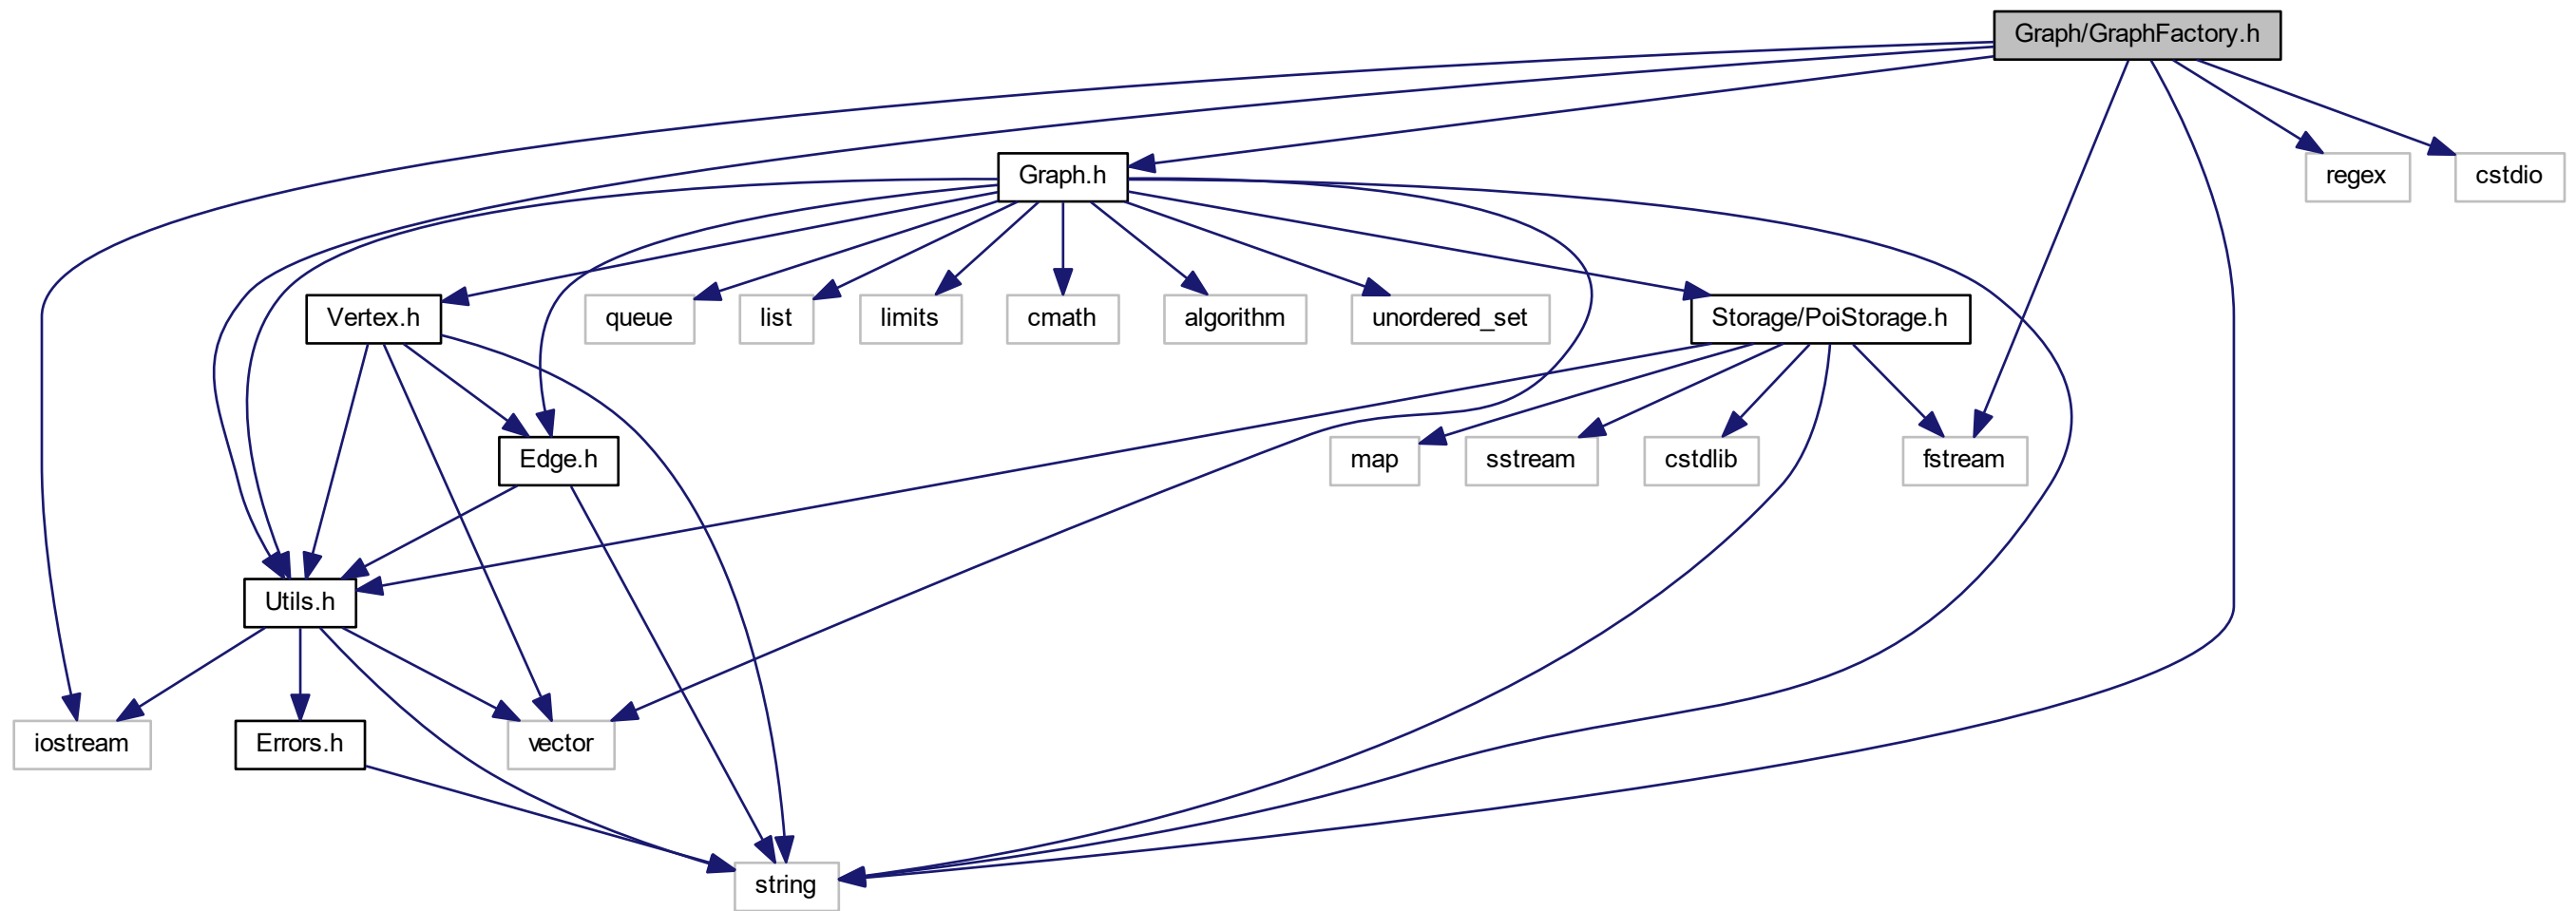 Graph/GraphFactory.h
Graph.h
regex
cstdio
Vertex.h
queue
list
limits
cmath
algorithm
unordered_set
Storage/PoiStorage.h
Edge.h
map
sstream
cstdlib
fstream
Utils.h
iostream
Errors.h
vector
string